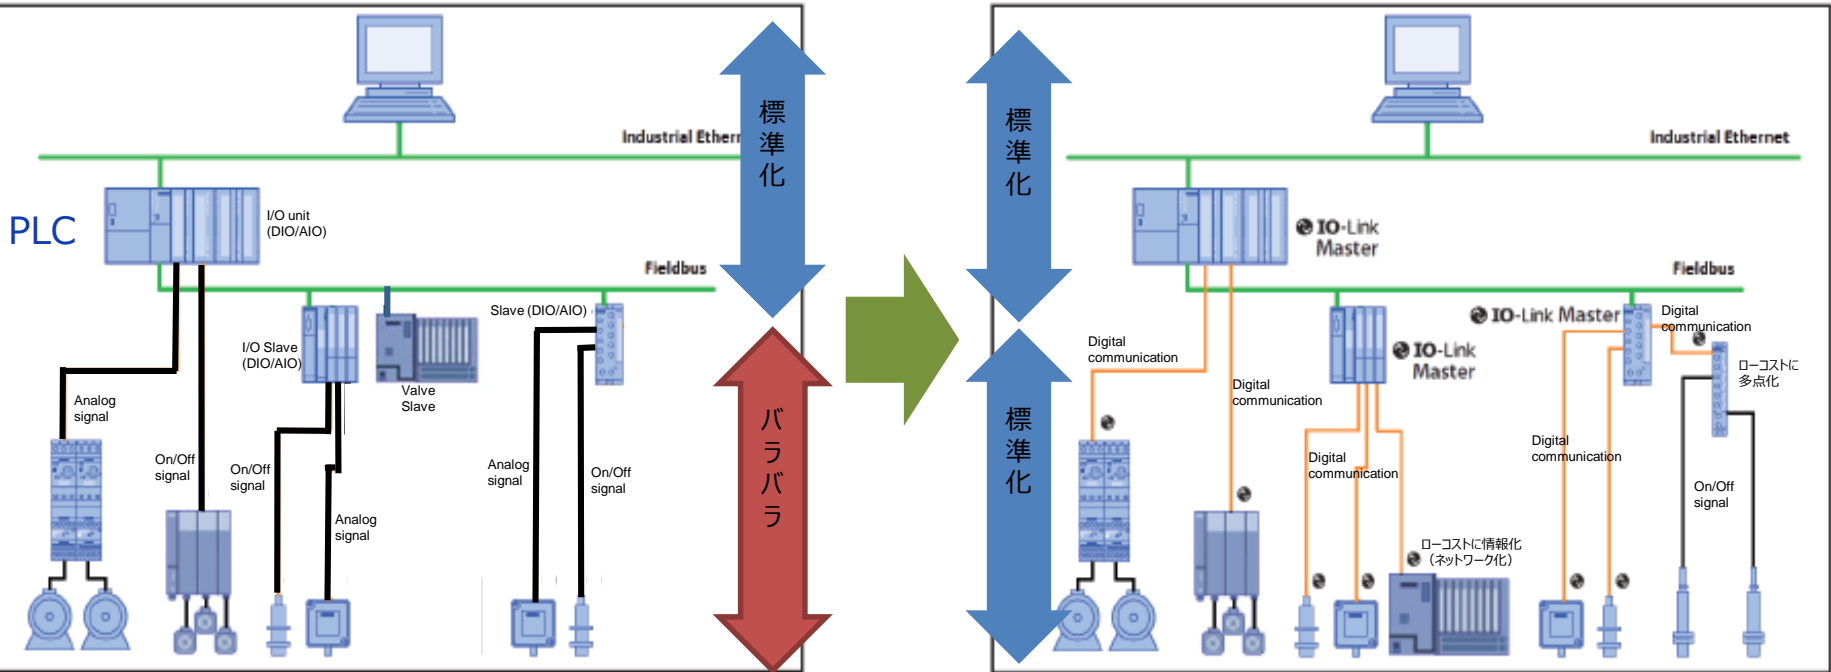 Industrial Ethern
標準化
PLC
I/O unit
(DIO/AIO)
Fieldbus
Slave (DIO/AIO)
I/O Slave
(DIO/AIO)
Valve
Slave
Analog
signal
On/Off
signal
On/Off
signal
Analog
signal
Analog
signal
On/Off
signal
バラバラ
標準化
Industrial Ethernet
IO-Link
Master
Fieldbus
IO-Link Master
Digital
communication
Digital
communication
IO-Link
Master
ローコストに
多点化
Digital
communication
Digital
communication
Digital
communication
On/Off
signal
標準化
ローコストに情報化
（ネットワーク化）